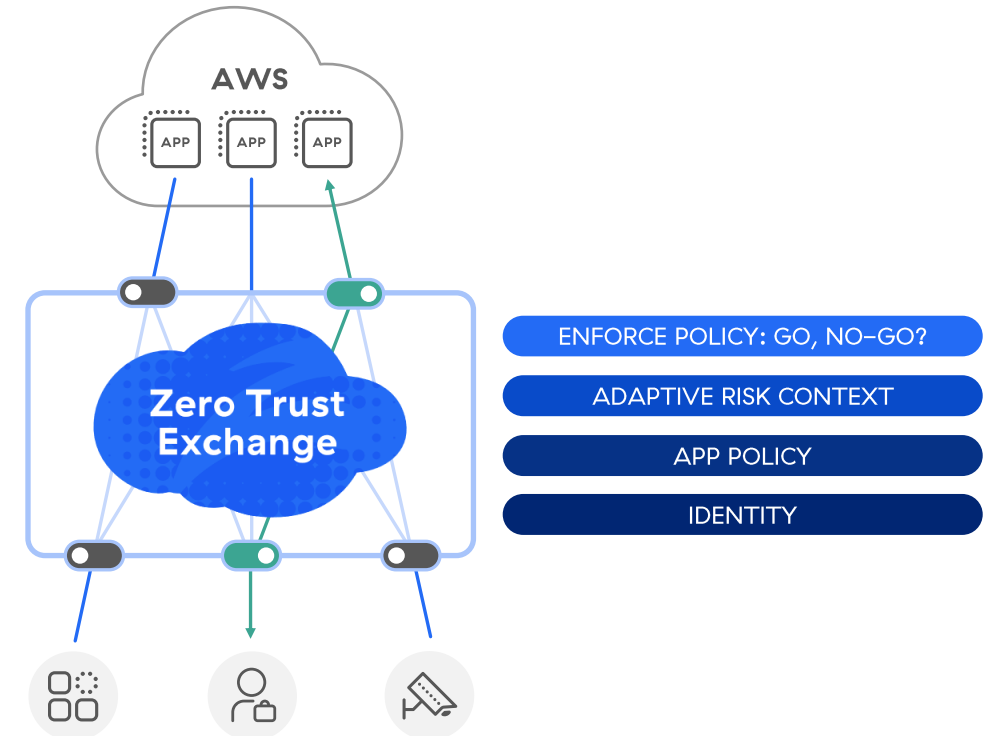 AWS
APP
APP
APP
ENFORCE POLICY: GO, NO-GO?
Zero Trust
Exchange
ADAPTIVE RISK CONTEXT
APP POLICY
IDENTITY